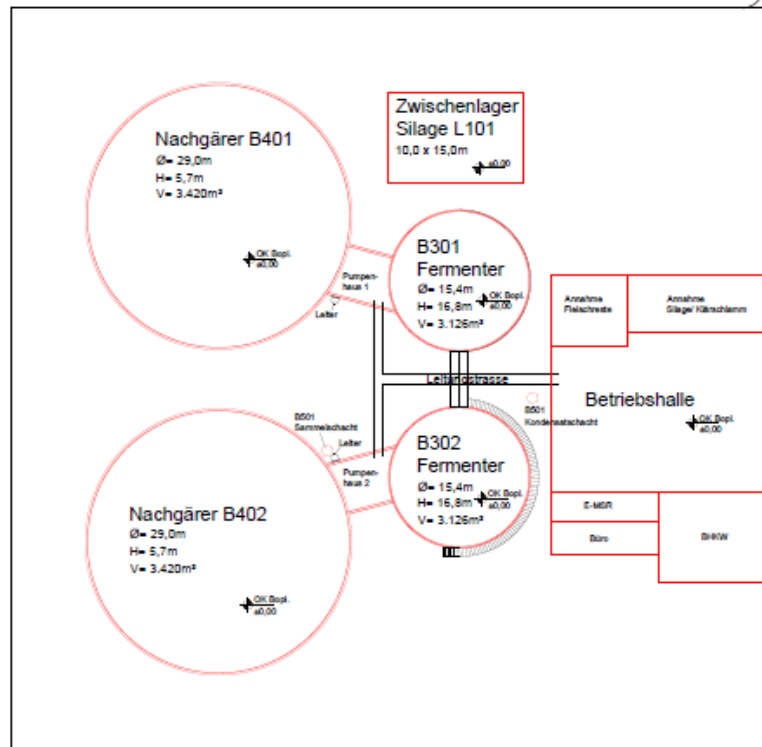 Nachgärer B401
Ø= 29,0m
H= 5,7m
V= 3.420m³
OK Bopl.
±0,00
Zwischenlager
Silage L101
10,0 x 15,0m
±0,00
B301
Fermenter
Ø= 15,4m
H= 16,8m
V= 3.126m³
OK Bopl.
±0,00
Pumpen-
haus 1
Leiter
Annahme
Fleischreste
Annahme
Silage/ Klärschlamm
Leitungstrasse
Betriebshalle
OK Bopl.
±0,00
B501
Kondensatschacht
B501
Sammelschacht
Leiter
Pumpen-
haus 2
B302
Fermenter
Ø= 15,4m
H= 16,8m
V= 3.126m³
OK Bopl.
±0,00
Nachgärer B402
Ø= 29,0m
H= 5,7m
V= 3.420m³
OK Bopl.
±0,00
E-MSR
Büro
BHKW